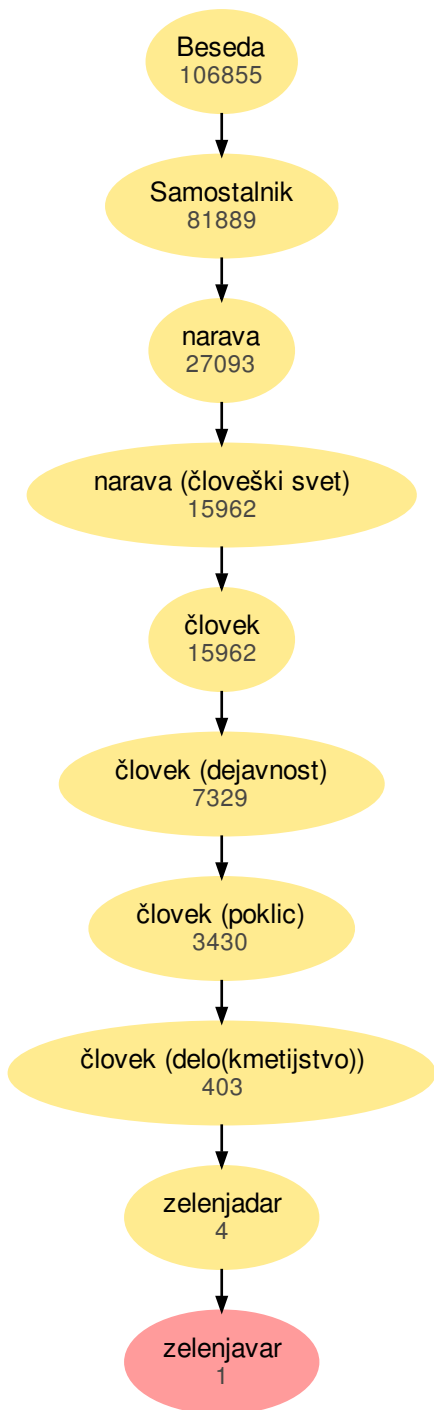 Beseda
106855
Samostalnik
81889
narava
27093
narava (človeški svet)
15962
človek
15962
človek (dejavnost)
7329
človek (poklic)
3430
človek (delo(kmetijstvo))
403
zelenjadar
4
zelenjavar
1